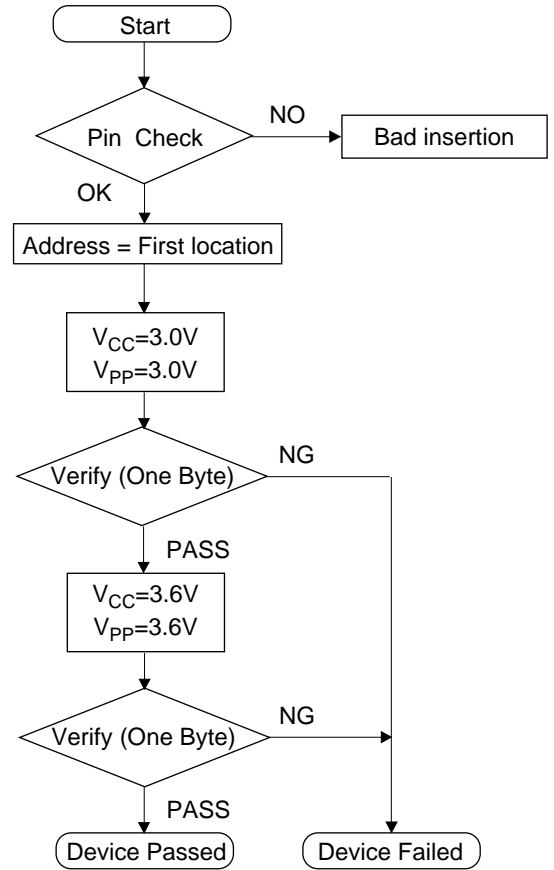 Start
Pin Check
NO
Bad insertion
OK
Address = First location
VCC=3.0V
VPP=3.0V
Verify (One Byte)
NG
PASS
VCC=3.6V
VPP=3.6V
Verify (One Byte)
NG
PASS
Device Passed
Device Failed